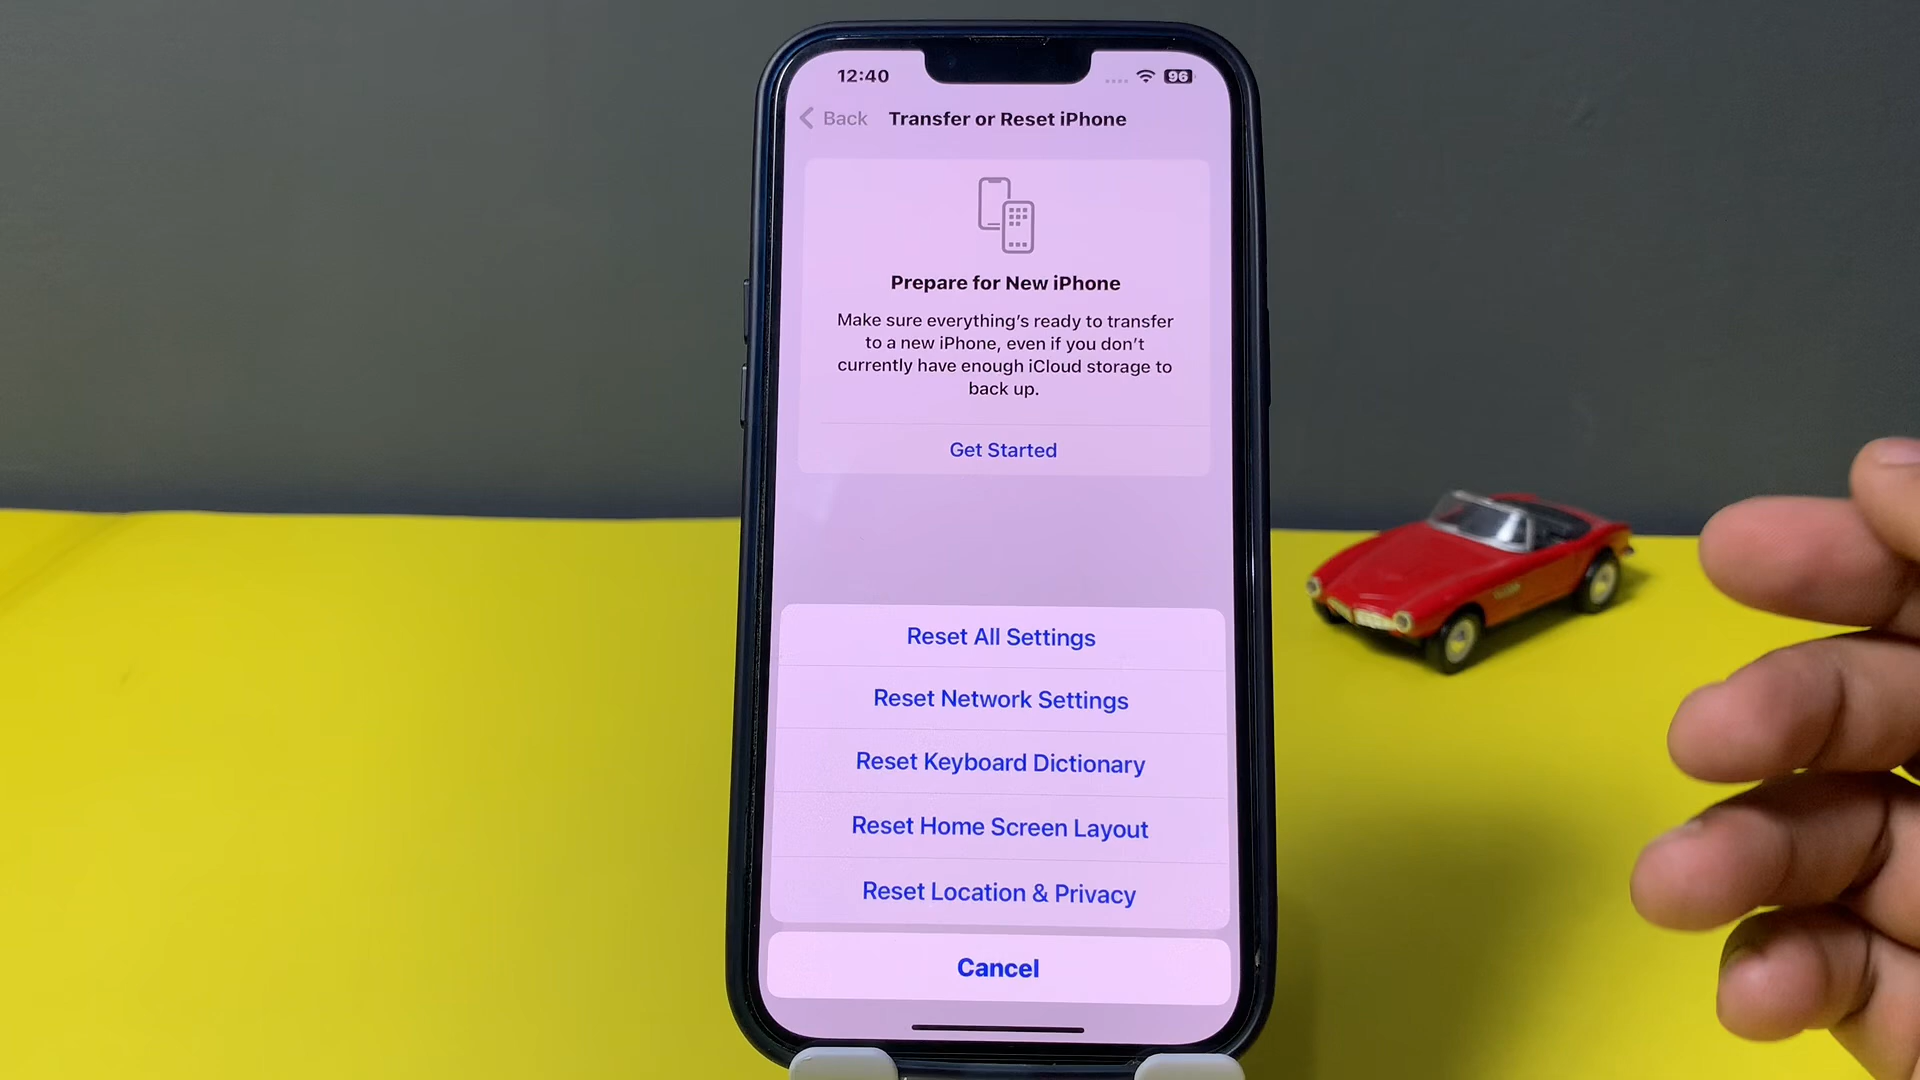 12:40
96
Back
Transfer or Reset iPhone
Prepare for New iPhone
Make sure everything's ready to transfer
to a new iPhone, even if you don't
currently have enough iCloud storage to
back up.
Get Started
Reset All Settings
Reset Network Settings
Reset Keyboard Dictionary
Reset Home Screen Layout
Reset Location & Privacy
Cancel